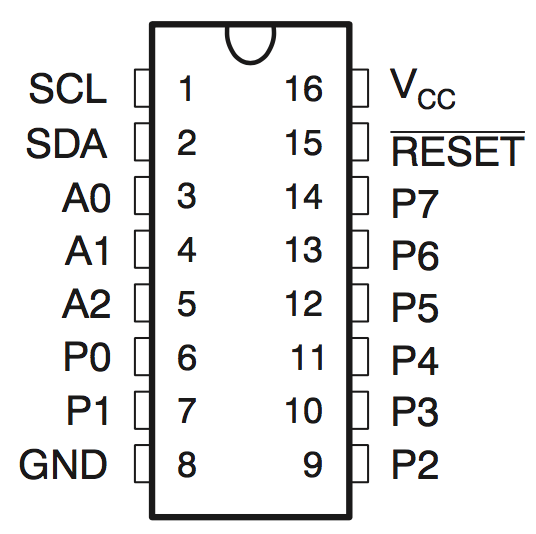 SCL 1 16 VCC
SDA 2 15 RESET
A0 3 14 P7
A1 4 13 P6
A2 5 12 P5
P0 6 11 P4
P1 7 10 P3
GND 8 9 P2